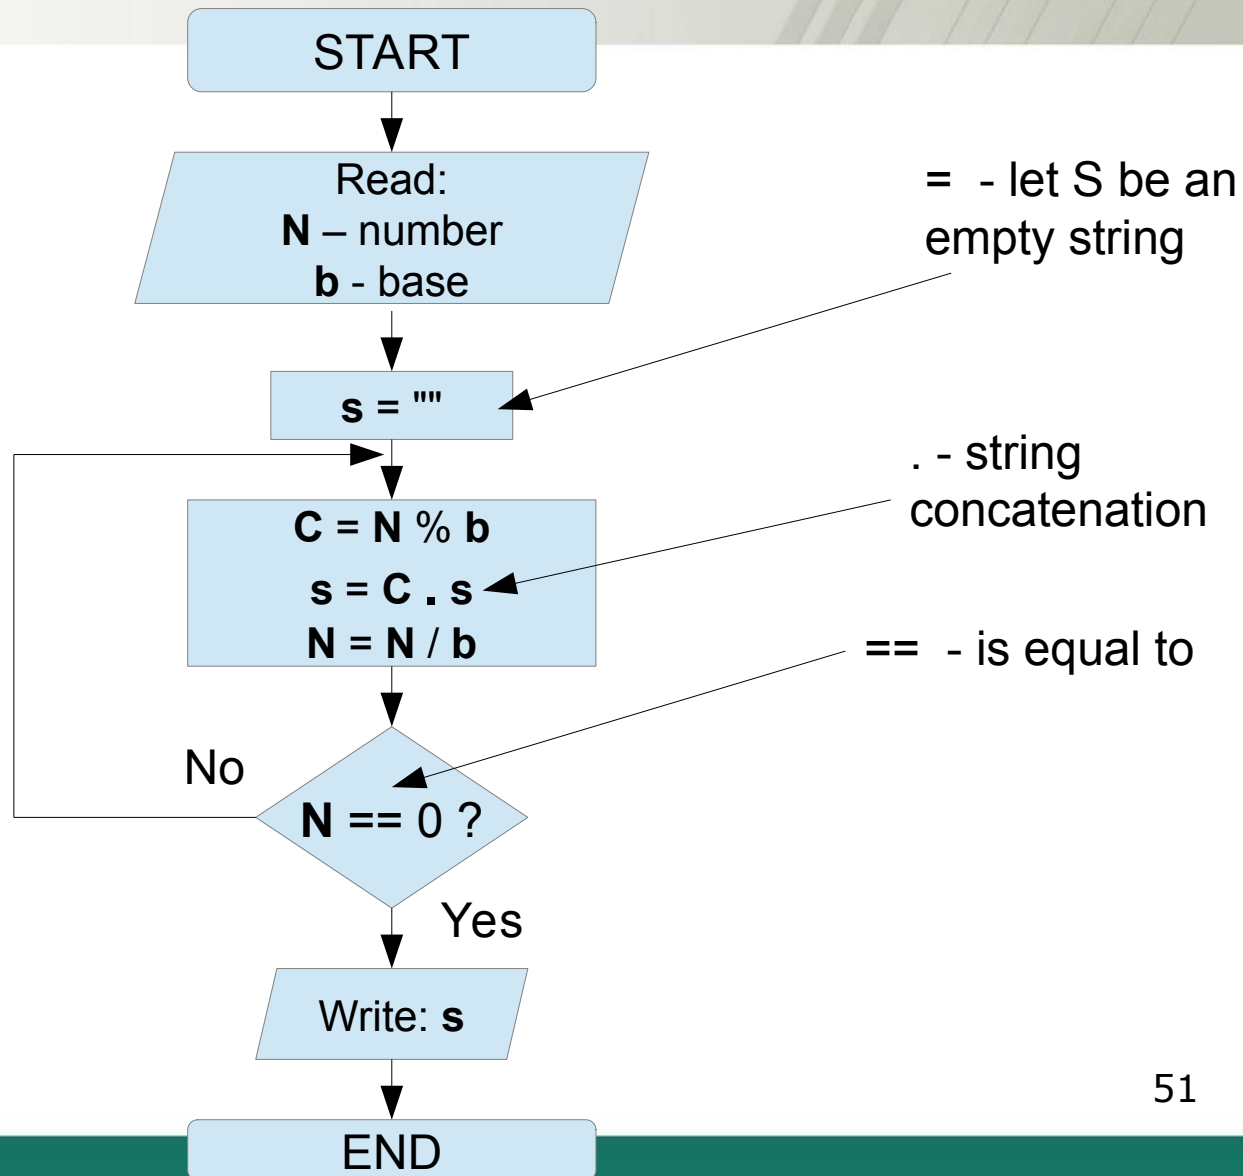 START
Read:
N – number
b - base
= - let S be an
empty string
s = ""
. - string
concatenation
C = N % b
s = C . s
N = N / b
== - is equal to
No
N == 0 ?
Yes
Write: s
51
END